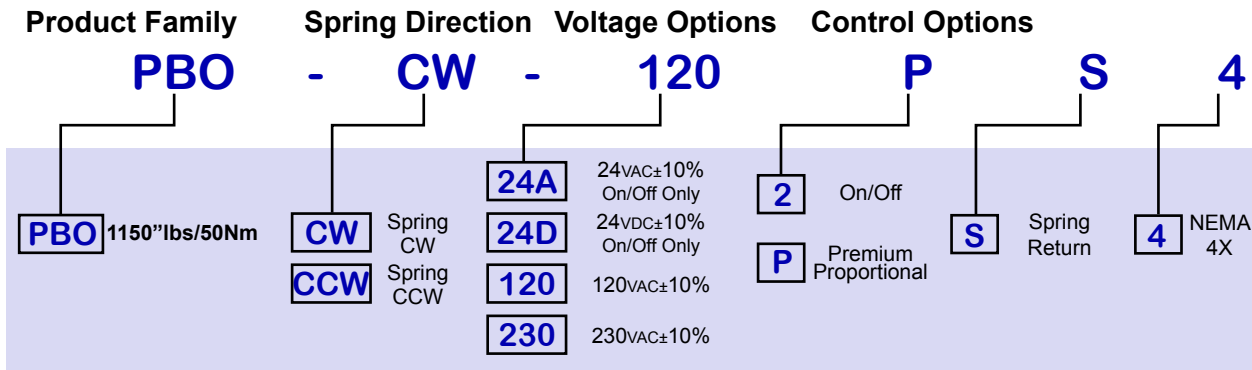 Product Family Spring Direction Voltage Options Control Options
PBO - CW - 120 P S 4
PBO 1150”lbs/50Nm
CW Spring
CW
CCW Spring
CCW
24A 24VAC±10%
On/Off Only
24D 24VDC±10%
On/Off Only
120 120VAC±10%
230 230VAC±10%
2 On/Off
P Premium
Proportional
S Spring
Return
4 NEMA
4X